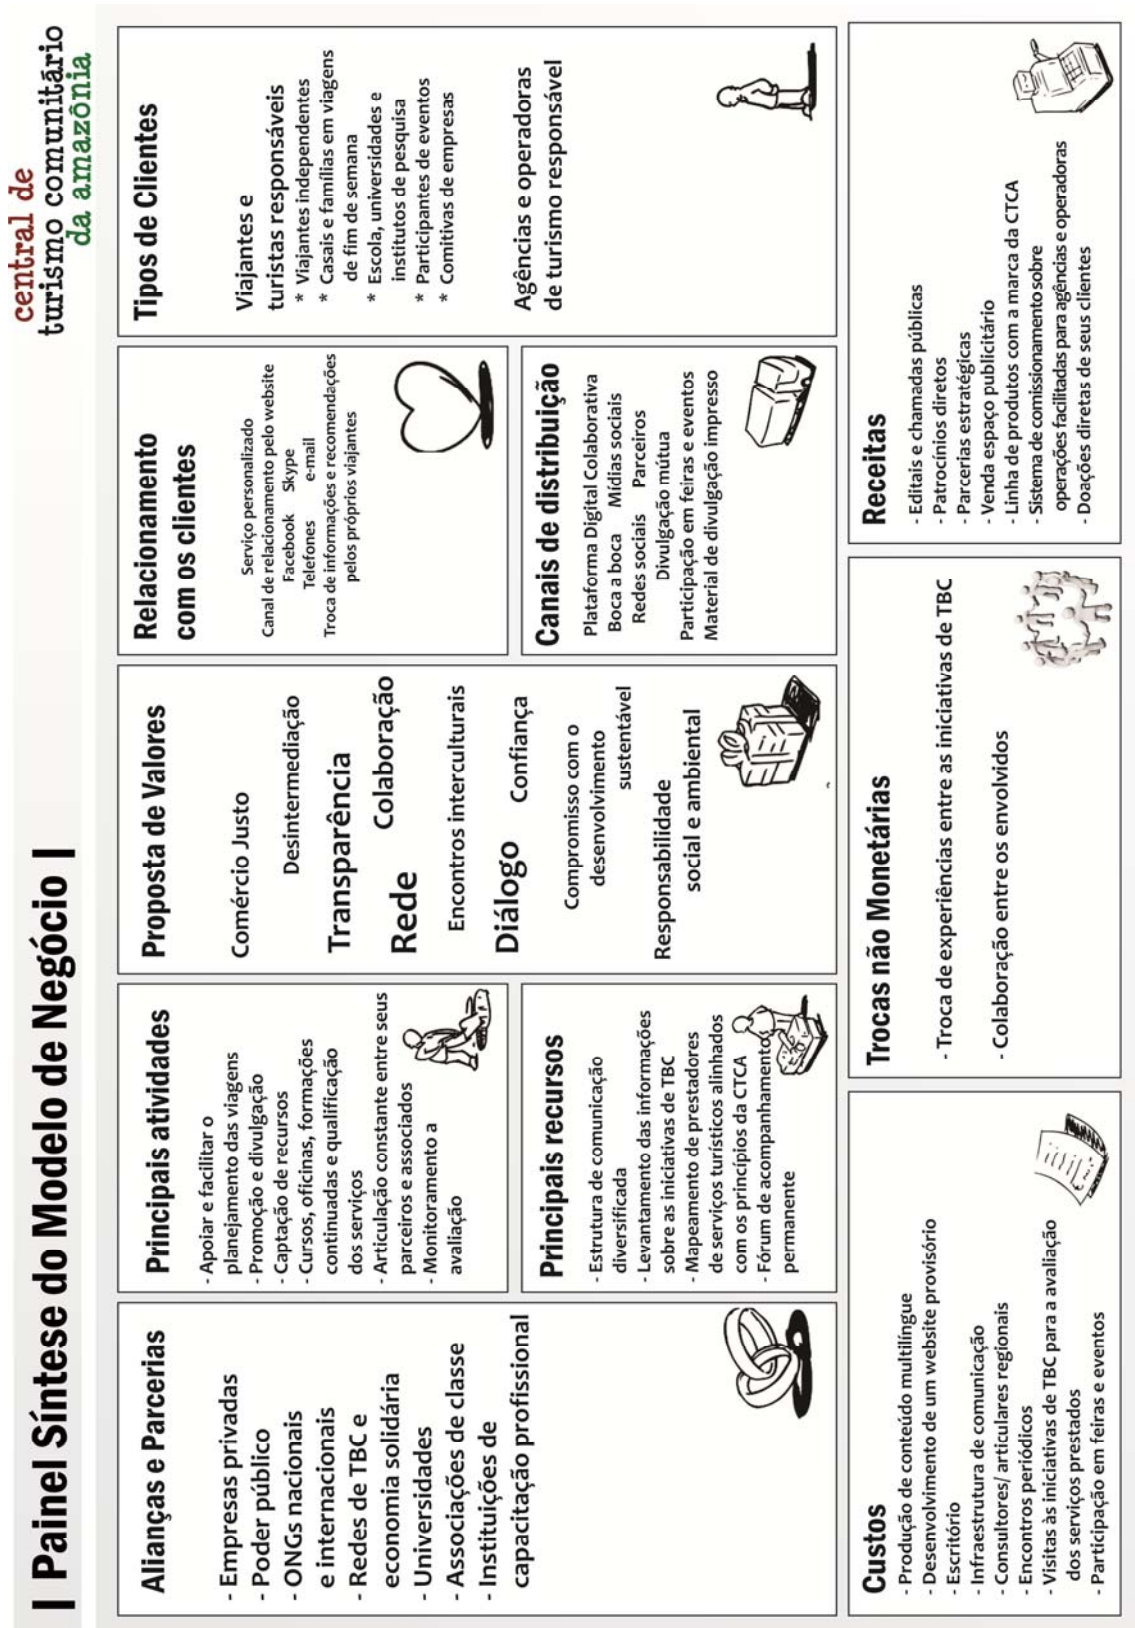 | Painel Síntese do Modelo de Negócio |
central de
turismo comunitário
da amazônia
Alianças e Parcerias
- Empresas privadas
- Poder público
- ONGs nacionais
e internacionais
- Redes de TBC e
economia solidária
- Universidades
- Associações de classe
- Instituições de
capacitação profissional
Principais atividades
- Apoiar e facilitar o
planejamento das viagens
- Promoção e divulgação
- Captação de recursos
- Cursos, oficinas, formações
continuadas e qualificação
dos serviços
- Articulação constante entre seus
parceiros e associados
- Monitoramento a
avaliação
Principais recursos
- Estrutura de comunicação
diversificada
- Levantamento das informações
sobre as iniciativas de TBC
- Mapeamento de prestadores
de serviços turísticos alinhados
com os princípios da CTCA
- Fórum de acompanhamento
permanente
Proposta de Valores
Comércio Justo
Desintermediação
Transparência
Colaboração
Rede
Encontros interculturais
Diálogo
Confiança
Compromisso com o
desenvolvimento
sustentável
Responsabilidade
social e ambiental
Relacionamento
com os clientes
Serviço personalizado
Canal de relacionamento pelo website
Facebook Skype
Telefones e-mail
Troca de informações e recomendações
pelos próprios viajantes
Canais de distribuição
Plataforma Digital Colaborativa
Boca a boca Mídias sociais
Redes sociais Parceiros
Divulgação mútua
Participação em feiras e eventos
Material de divulgação impresso
Tipos de Clientes
Viajantes e
turistas responsáveis
* Viajantes independentes
* Casais e famílias em viagens
de fim de semana
* Escola, universidades e
institutos de pesquisa
* Participantes de eventos
* Comitivas de empresas
Agências e operadoras
de turismo responsável
Custos
- Produção de conteúdo multilíngue
- Desenvolvimento de um website provisório
- Escritório
- Infraestrutura de comunicação
- Consultores/ articulares regionais
- Encontros periódicos
- Visitas às iniciativas de TBC para a avaliação
dos serviços prestados
- Participação em feiras e eventos
Trocas não Monetárias
- Troca de experiências entre as iniciativas de TBC
- Colaboração entre os envolvidos
Receitas
- Editais e chamadas públicas
- Patrocínios diretos
- Parcerias estratégicas
- Venda espaço publicitário
- Linha de produtos com a marca da CTCA
- Sistema de comissionamento sobre
operações facilitadas para agências e operadoras
- Doações diretas de seus clientes